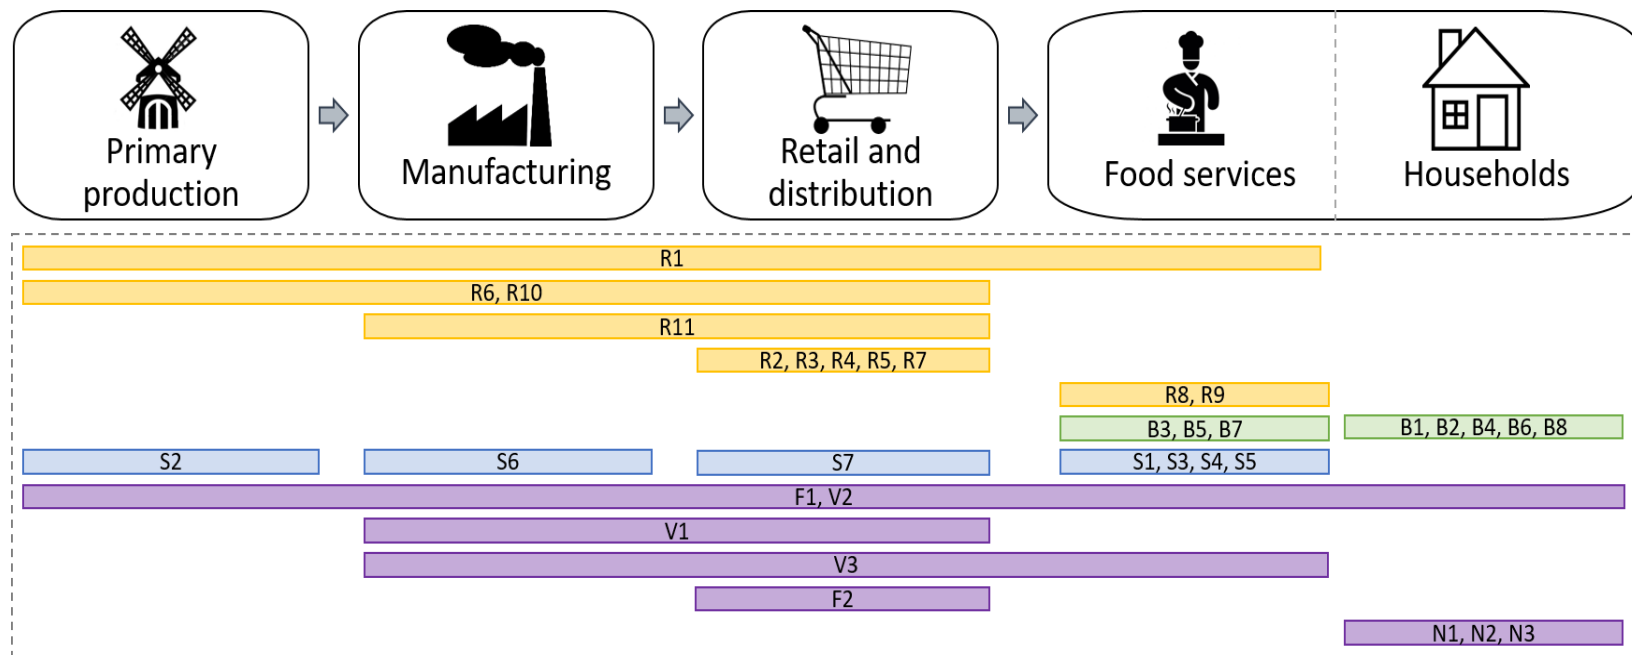 Primary
production
Manufacturing
Retail and
distribution
Food services
Households
R1
R6, R10
R11
R2, R3, R4, R5, R7
R8, R9
B3, B5, B7
B1, B2, B4, B6, B8
S2
S6
S7
S1, S3, S4, S5
F1, V2
V1
V3
F2
N1, N2, N3